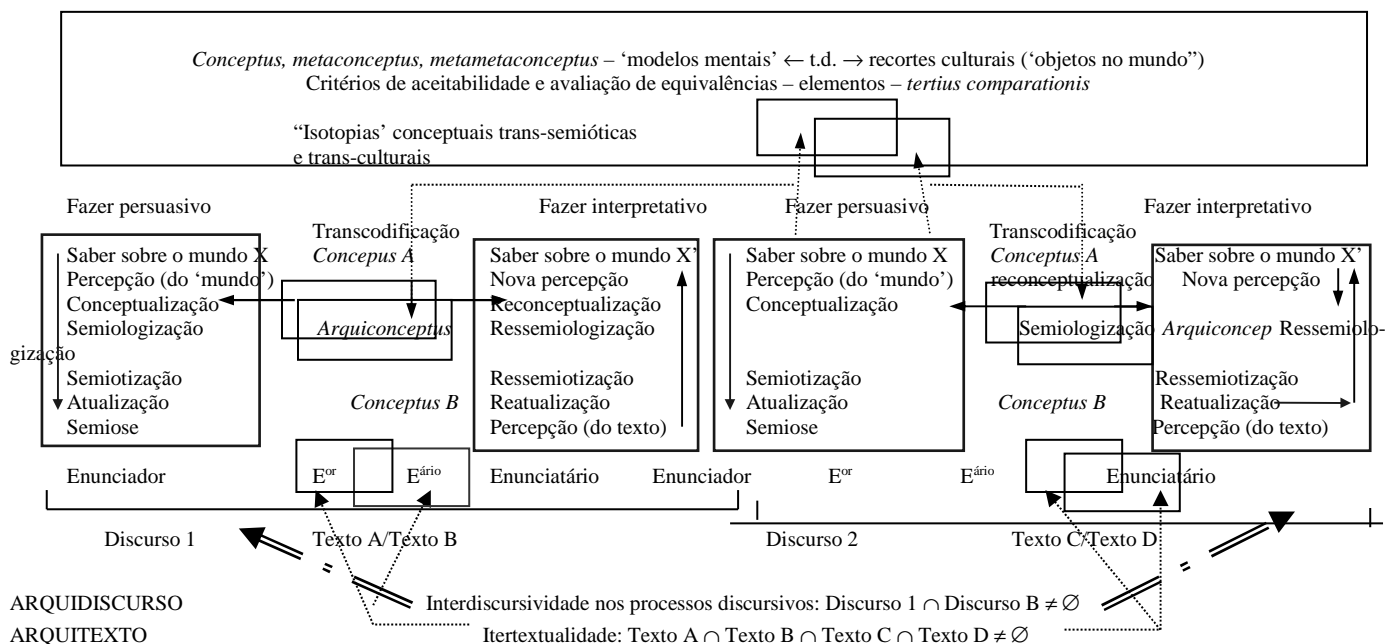 Conceptus, metaconceptus, metametaconceptus – ‘modelos mentais’ ← t.d. → recortes culturais (‘objetos no mundo”)
Critérios de aceitabilidade e avaliação de equivalências – elementos – tertius comparationis
“Isotopias’ conceptuais trans-semióticas
e trans-culturais
Fazer persuasivo Fazer interpretativo Fazer persuasivo Fazer interpretativo
Transcodificação Transcodificação
Saber sobre o mundo X Concepus A Saber sobre o mundo X’ Saber sobre o mundo X Conceptus A Saber sobre o mundo X’
Percepção (do ‘mundo’) Nova percepção Percepção (do ‘mundo’) reconceptualização Nova percepção
Conceptualização Reconceptualização Conceptualização
Semiologização Arquiconceptus Ressemiologização Semiologização Arquiconcep Ressemiolo-
gização
Semiotização Ressemiotização Semiotização Ressemiotização
Atualização Conceptus B Reatualização Atualização Conceptus B Reatualização
Semiose Percepção (do texto) Semiose Percepção (do texto)
Enunciador E^or E^ário Enunciatário Enunciador E^or E^ário Enunciatário
Discurso 1 Texto A/Texto B Discurso 2 Texto C/Texto D
ARQUIDISCURSO Interdiscursividade nos processos discursivos: Discurso 1 ∩ Discurso B ≠ ∅
ARQUITEXTO Itertextualidade: Texto A ∩ Texto B ∩ Texto C ∩ Texto D ≠ ∅